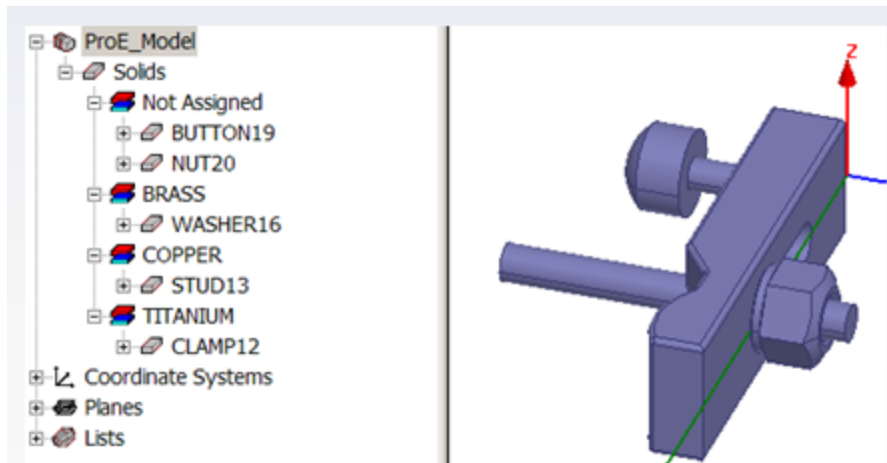 ProE_Model
Solids
Not Assigned
BUTTON19
NUT20
BRASS
WASHER16
COPPER
STUD13
TITANIUM
CLAMP12
Coordinate Systems
Planes
Lists
Z